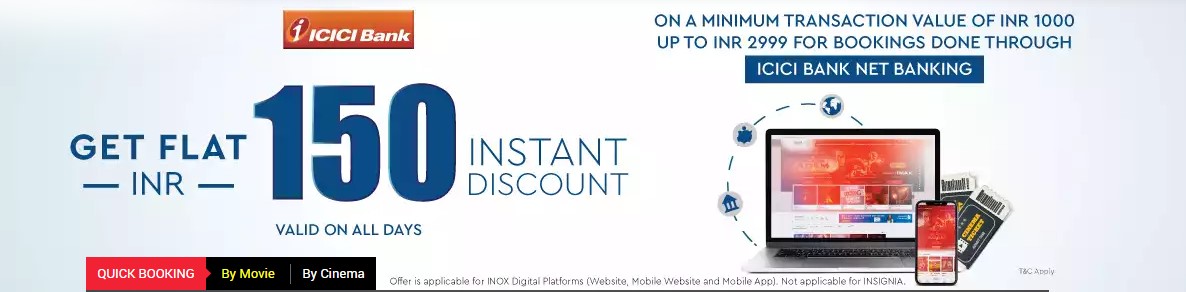 ICICI Bank
ON A MINIMUM TRANSACTION VALUE OF INR 1000
UP TO INR 2999 FOR BOOKINGS DONE THROUGH
ICICI BANK NET BANKING
GET FLAT
INR
150
INSTANT
DISCOUNT
VALID ON ALL DAYS
CINEMA
TICKET
T&C Apply
QUICK BOOKING
By Movie
By Cinema
Offer is applicable for INOX Digital Platforms (Website, Mobile Website and Mobile App). Not applicable for INSIGNIA.